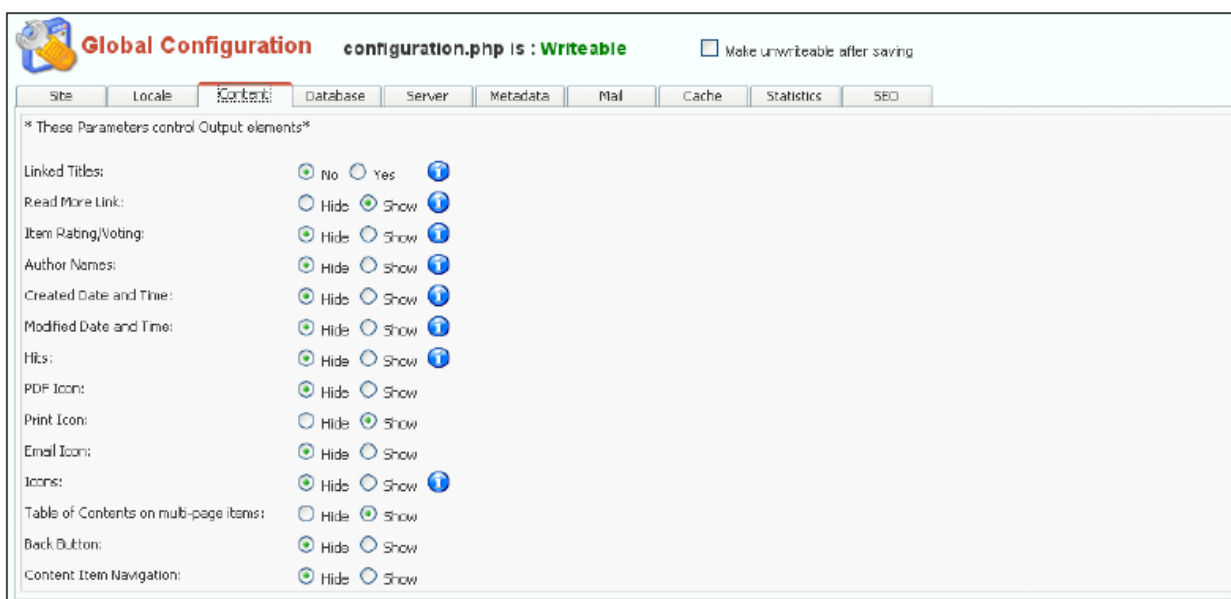 Global Configuration configuration.php is : Writeable Make unwriteable after saving
Site Locale Content Database Server Metadata Mail Cache Statistics SEO
* These Parameters control Output elements*
Linked Titles: No Yes
Read More Link: Hide Show
Item Rating/Voting: Hide Show
Author Names: Hide Show
Created Date and Time: Hide Show
Modified Date and Time: Hide Show
Hits: Hide Show
PDF Icon: Hide Show
Print Icon: Hide Show
Email Icon: Hide Show
Icons: Hide Show
Table of Contents on multi-page items: Hide Show
Back Button: Hide Show
Content Item Navigation: Hide Show